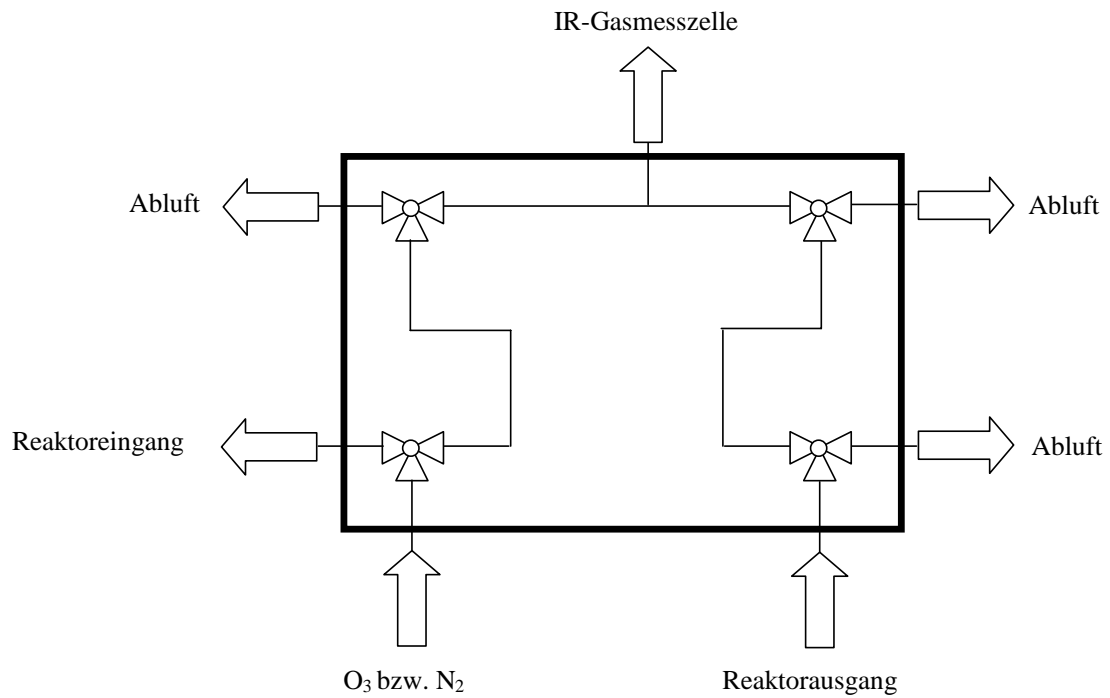 IR-Gasmesszelle
Abluft
Abluft
Reaktoreingang
Abluft
O₃ bzw. N₂
Reaktorausgang